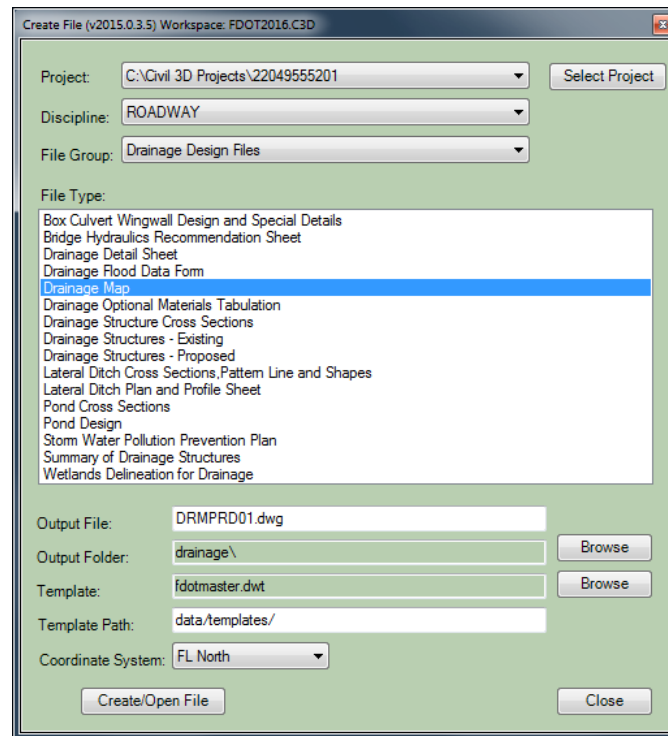 Create File (v2015.0.3.5) Workspace: FDOT2016.C3D
Project: C:\Civil 3D Projects\22049555201 Select Project
Discipline: ROADWAY
File Group: Drainage Design Files
File Type:
Box Culvert Wingwall Design and Special Details
Bridge Hydraulics Recommendation Sheet
Drainage Detail Sheet
Drainage Flood Data Form
Drainage Map
Drainage Optional Materials Tabulation
Drainage Structure Cross Sections
Drainage Structures - Existing
Drainage Structures - Proposed
Lateral Ditch Cross Sections,Pattern Line and Shapes
Lateral Ditch Plan and Profile Sheet
Pond Cross Sections
Pond Design
Storm Water Pollution Prevention Plan
Summary of Drainage Structures
Wetlands Delineation for Drainage
Output File: DRMPRD01.dwg
Output Folder: drainage\ Browse
Template: fdotmaster.dwt Browse
Template Path: data/templates/
Coordinate System: FL North
Create/Open File Close